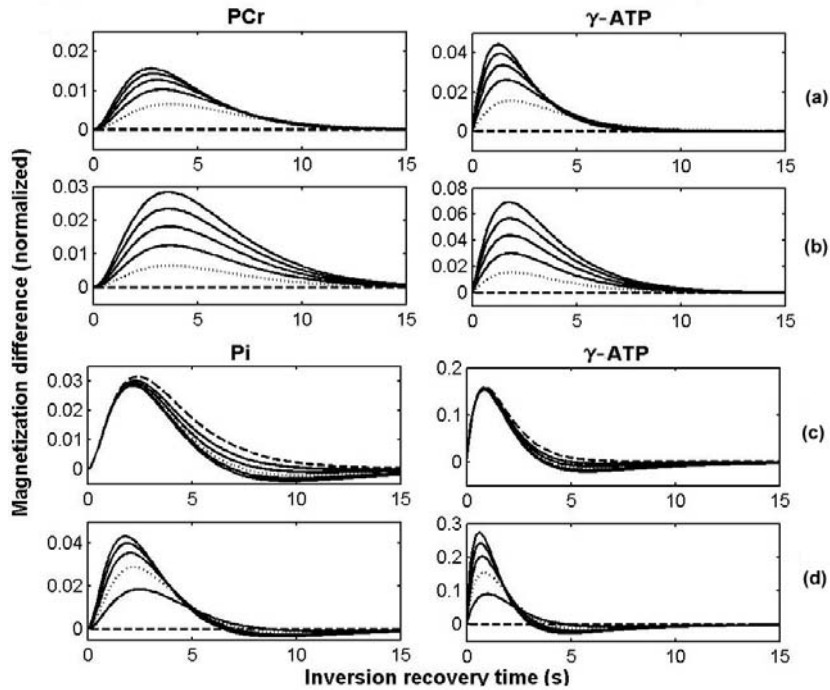 PCr
γ-ATP
0.02
0.01
0
0 5 10 15
0.04
0.02
0
0 5 10 15
(a)
0.03
0.02
0.01
0
0 5 10 15
0.08
0.06
0.04
0.02
0
0 5 10 15
(b)
Magnetization difference (normalized)
Pi
γ-ATP
0.03
0.02
0.01
0
0 5 10 15
0.2
0.1
0
0 5 10 15
(c)
0.04
0.02
0
0 5 10 15
0.3
0.2
0.1
0
0 5 10 15
(d)
Inversion recovery time (s)